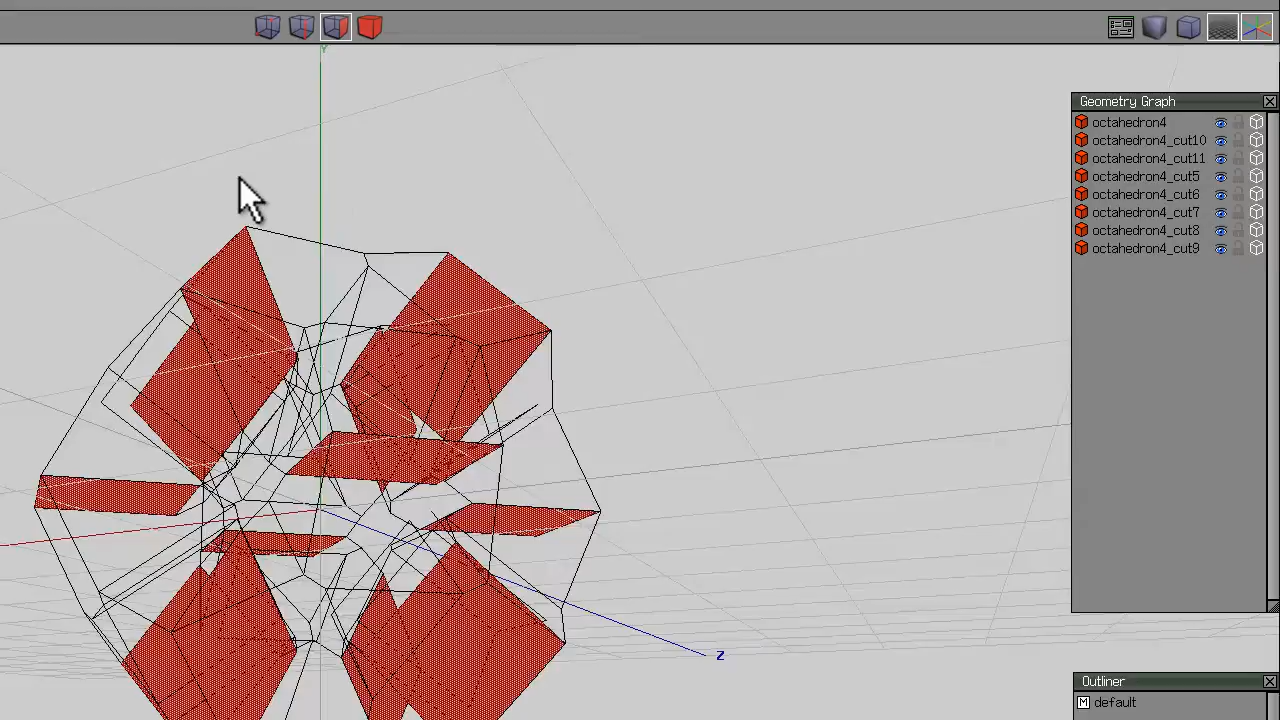 Y
Geometry Graph
octahedron4
octahedron4_cut10
octahedron4_cut11
octahedron4_cut5
octahedron4_cut6
octahedron4_cut7
octahedron4_cut8
octahedron4_cut9
Z
Outliner
M default